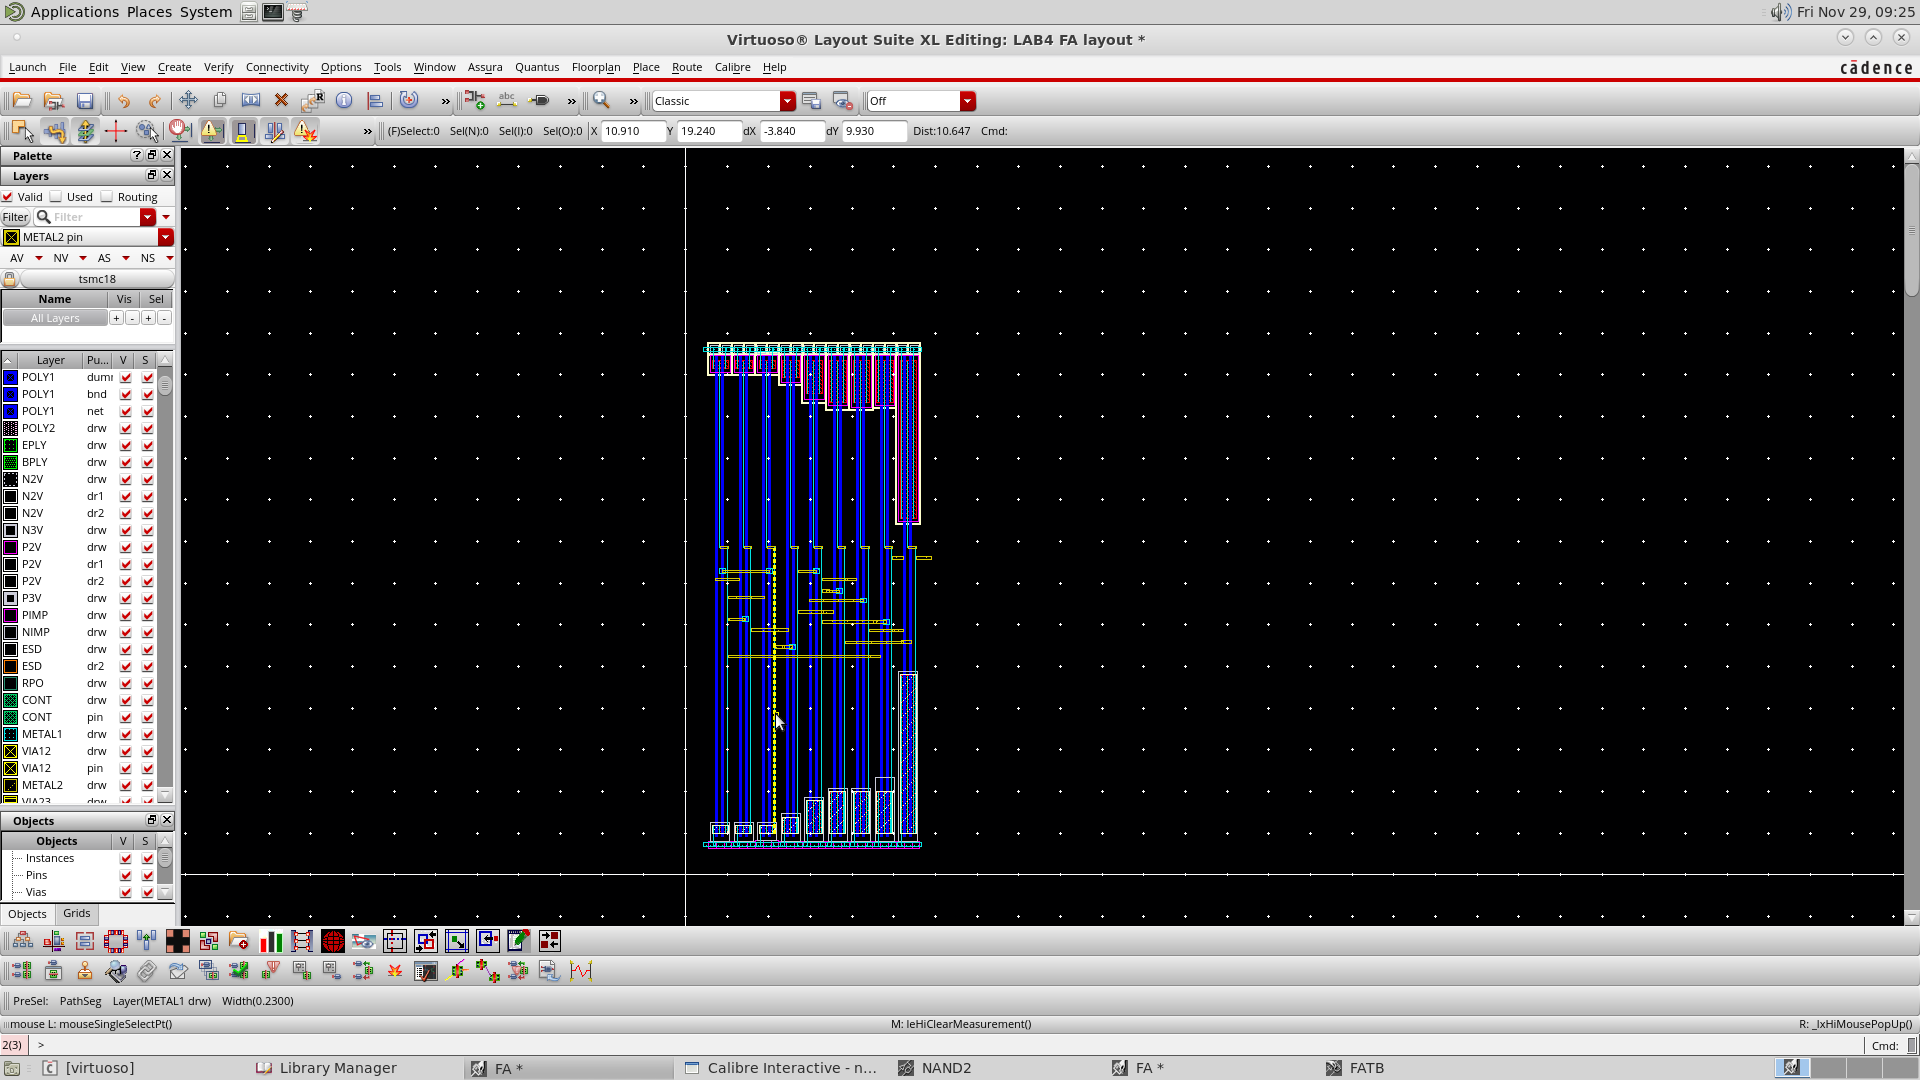 Applications Places System Fri Nov 29, 09:25
Virtuoso® Layout Suite XL Editing: LAB4 FA layout *
Launch File Edit View Create Verify Connectivity Options Tools Window Assura Quantus Floorplan Place Route Calibre Help cādence
» abc » » Classic Off
» (F)Select:0 Sel(N):0 Sel(I):0 Sel(O):0 X 10.910 Y 19.240 dX -3.840 dY 9.930 Dist:10.647 Cmd:
Palette ?
Layers
Valid Used Routing
Filter Filter
METAL2 pin
AV NV AS NS
tsmc18
Name Vis Sel
All Layers + - + -
Layer Pu... V S
POLY1 dumr
POLY1 bnd
POLY1 net
POLY2 drw
EPLY drw
BPLY drw
N2V drw
N2V dr1
N2V dr2
N3V drw
P2V drw
P2V dr1
P2V dr2
P3V drw
PIMP drw
NIMP drw
ESD drw
ESD dr2
RPO drw
CONT drw
CONT pin
METAL1 drw
VIA12 drw
VIA12 pin
METAL2 drw
VIA23 drw
Objects
Objects V S
Instances
Pins
Vias
Objects Grids
PreSel: PathSeg Layer(METAL1 drw) Width(0.2300)
mouse L: mouseSingleSelectPt() M: leHiClearMeasurement() R: _lxHiMousePopUp()
2(3) > Cmd:
[virtuoso] Library Manager FA * Calibre Interactive - n... NAND2 FA * FATB